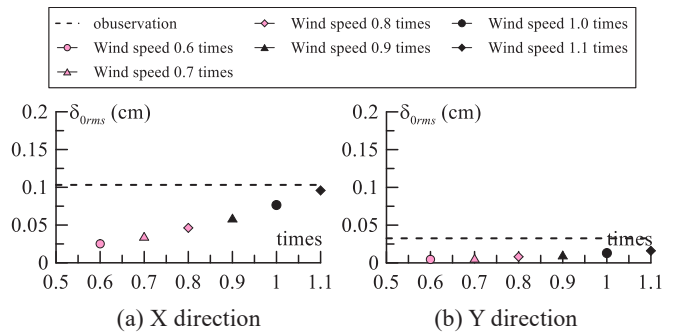 obuservation
Wind speed 0.8 times
Wind speed 1.0 times
Wind speed 0.6 times
Wind speed 0.9 times
Wind speed 1.1 times
Wind speed 0.7 times
0.2
δ0rms (cm)
0.15
0.1
0.05
0
times
0.5 0.6 0.7 0.8 0.9 1 1.1
(a) X direction
0.2
δ0rms (cm)
0.15
0.1
0.05
0
times
0.5 0.6 0.7 0.8 0.9 1 1.1
(b) Y direction